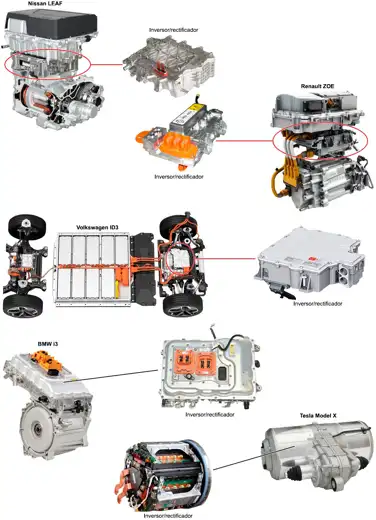 Nissan LEAF
Inversor/rectificador
Renault ZOE
Inversor/rectificador
Volkswagen ID3
Inversor/rectificador
BMW i3
Inversor/rectificador
Tesla Model X
Inversor/rectificador